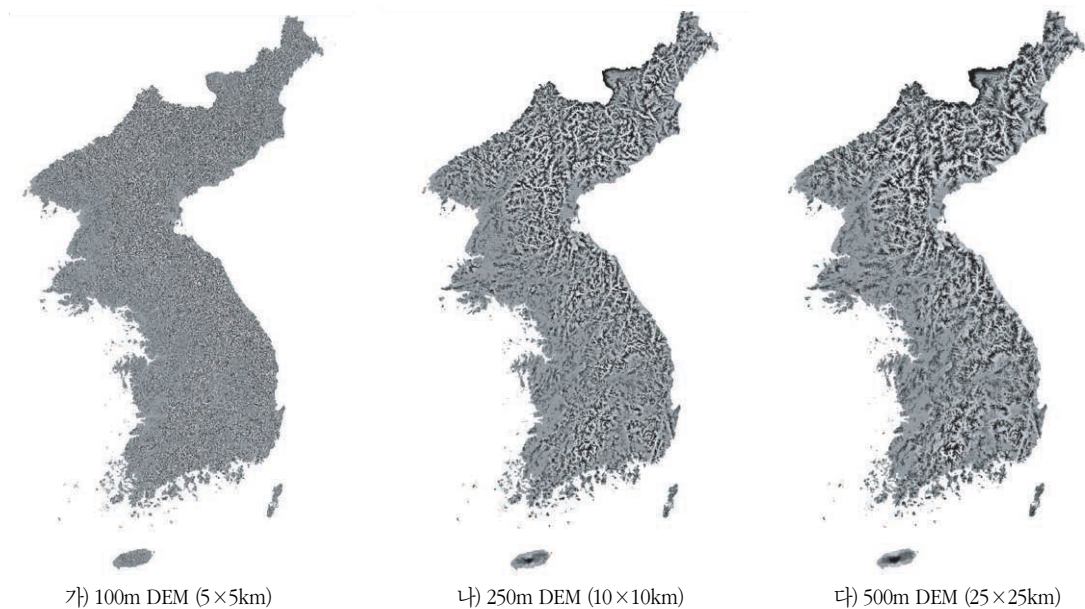 가) 100m DEM (5×5km)
나) 250m DEM (10×10km)
다) 500m DEM (25×25km)